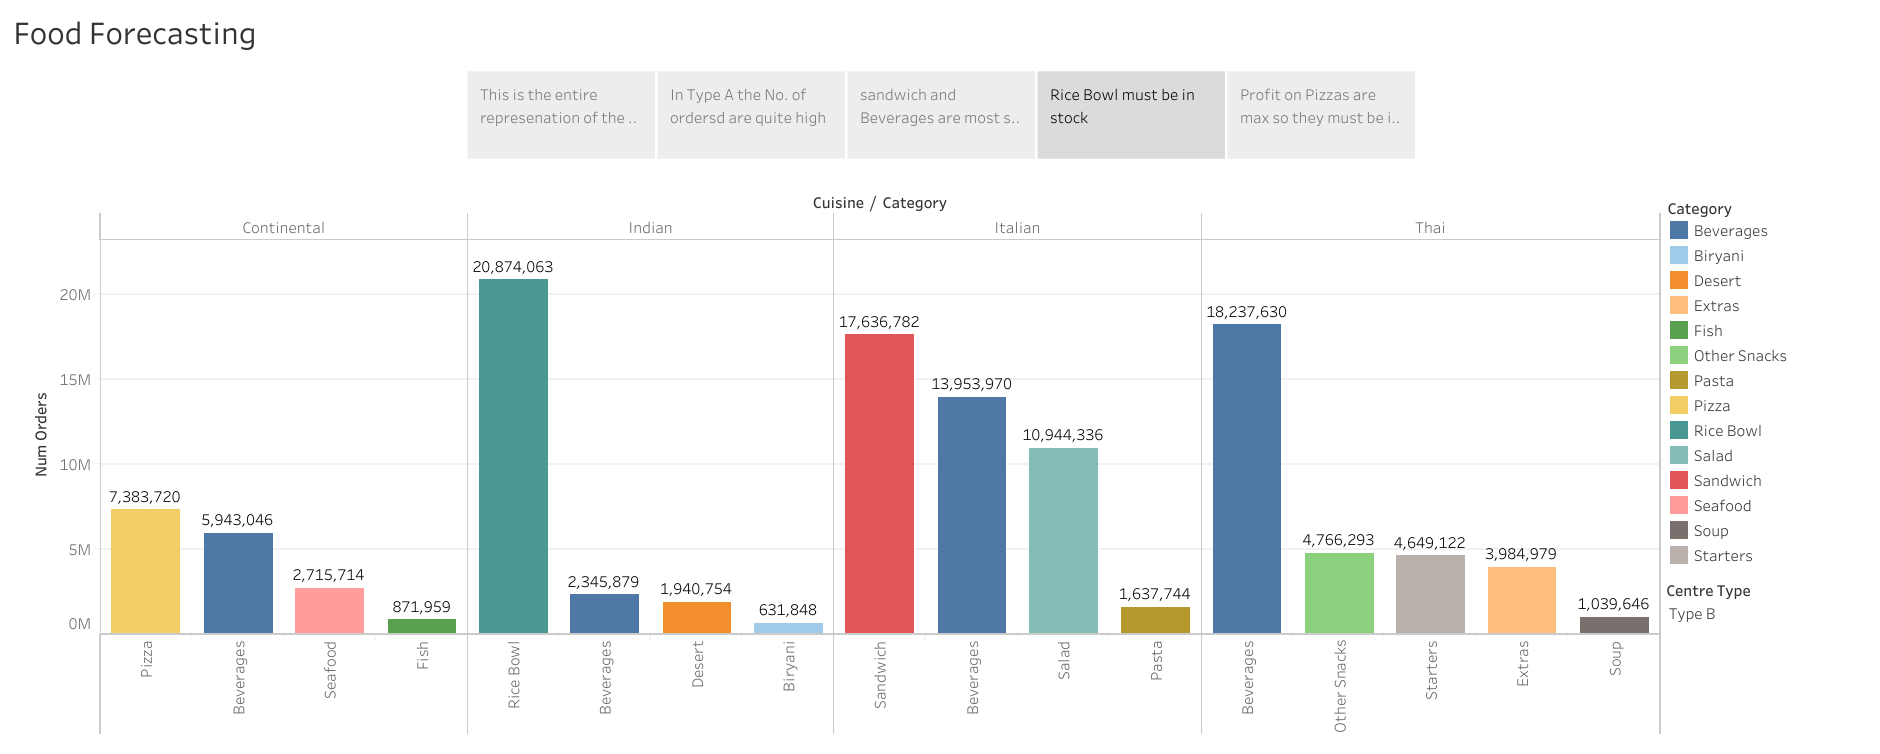 Food Forecasting
This is the entire
represenation of the ..
In Type A the No. of
ordersd are quite high
sandwich and
Beverages are most s..
Rice Bowl must be in
stock
Profit on Pizzas are
max so they must be i..
Cuisine / Category
Continental
Indian
Italian
Thai
Num Orders
20M
15M
10M
5M
0M
7,383,720
5,943,046
2,715,714
871,959
20,874,063
2,345,879
1,940,754
631,848
17,636,782
13,953,970
10,944,336
1,637,744
18,237,630
4,766,293
4,649,122
3,984,979
1,039,646
Pizza
Beverages
Seafood
Fish
Rice Bowl
Beverages
Desert
Biryani
Sandwich
Beverages
Salad
Pasta
Beverages
Other Snacks
Starters
Extras
Soup
Category
Beverages
Biryani
Desert
Extras
Fish
Other Snacks
Pasta
Pizza
Rice Bowl
Salad
Sandwich
Seafood
Soup
Starters
Centre Type
Type B